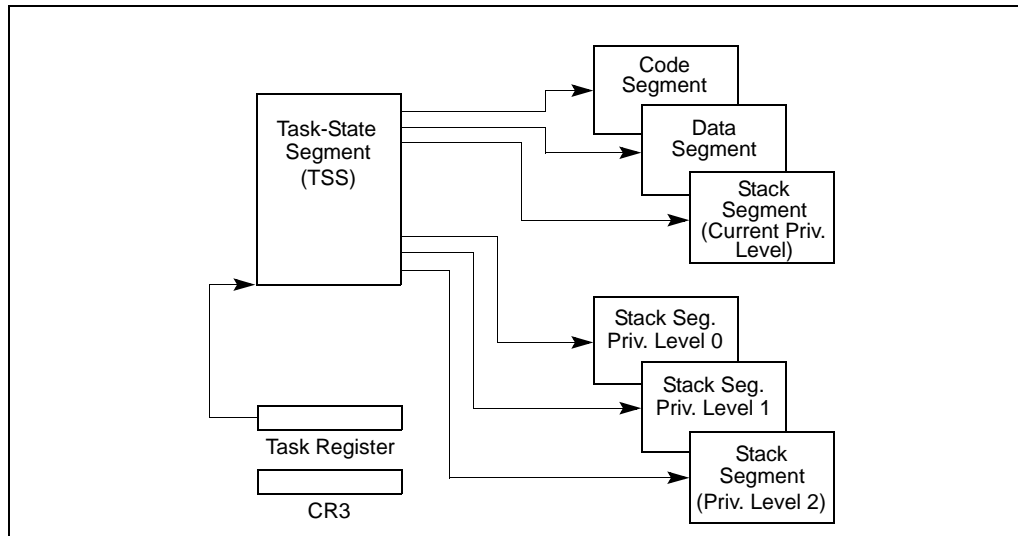 Code
Segment
Task-State
Segment
(TSS)
Data
Segment
Stack
Segment
(Current Priv.
Level)
Stack Seg.
Priv. Level 0
Stack Seg.
Priv. Level 1
Task Register
Stack
Segment
(Priv. Level 2)
CR3